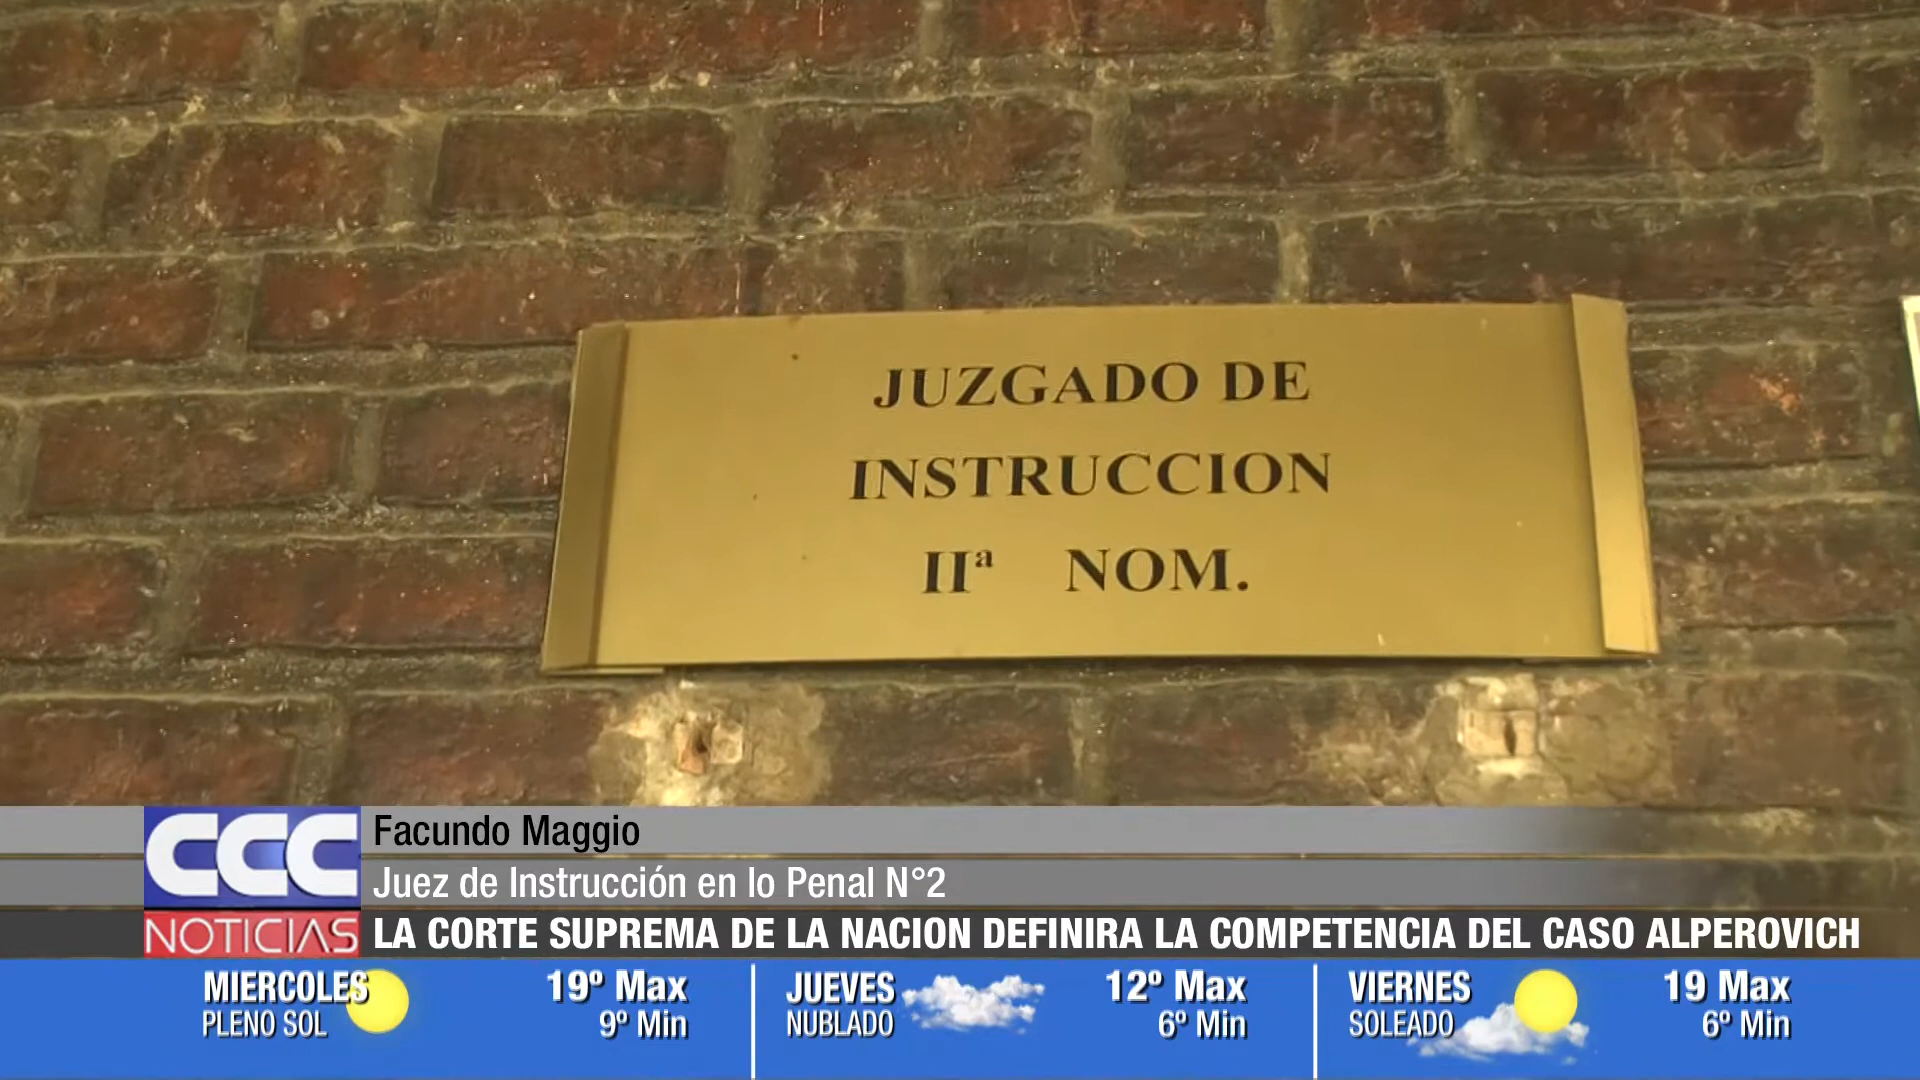 JUZGADO DE
INSTRUCCION
IIª NOM.
CCC
NOTICIAS
Facundo Maggio
Juez de Instrucción en lo Penal N°2
LA CORTE SUPREMA DE LA NACION DEFINIRA LA COMPETENCIA DEL CASO ALPEROVICH
MIERCOLES
PLENO SOL
19º Max
9º Min
JUEVES
NUBLADO
12º Max
6º Min
VIERNES
SOLEADO
19 Max
6º Min